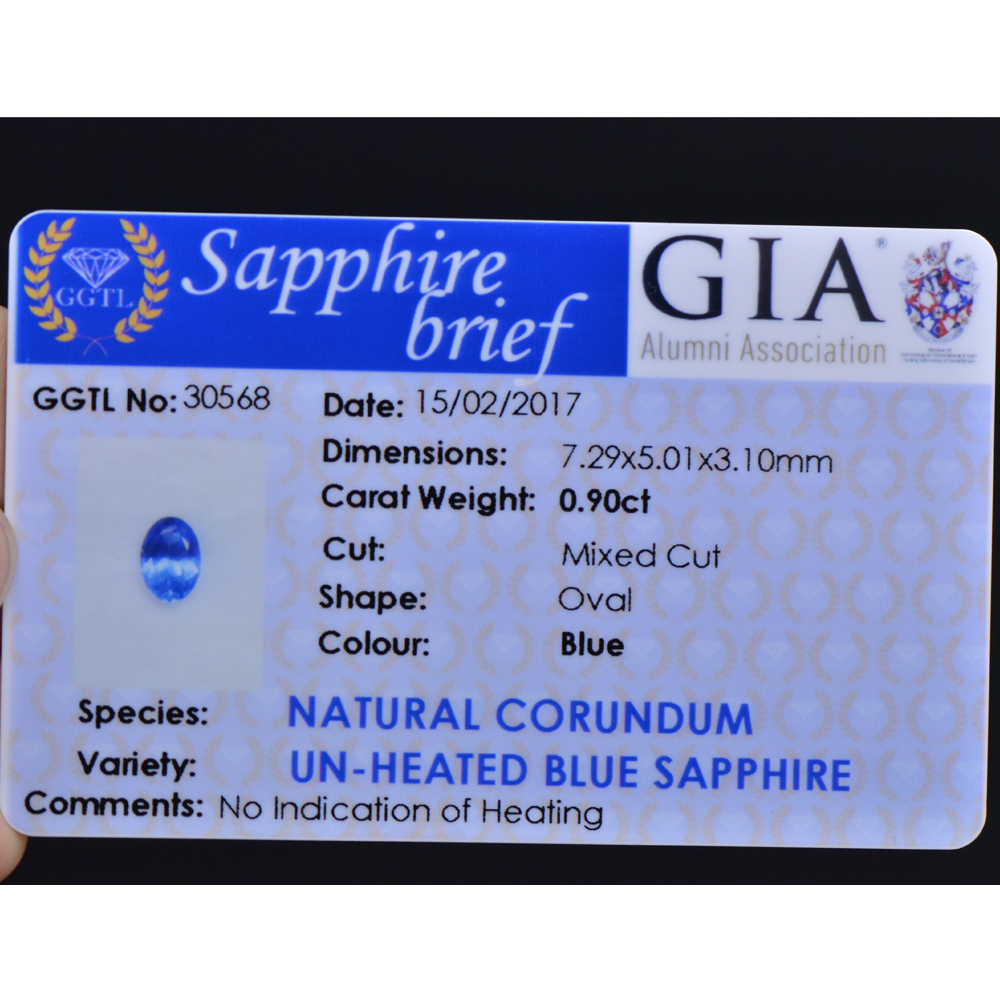 GGTL
Sapphire
brief
GIA®
Alumni Association
GGTL No: 30568
Date: 15/02/2017
Dimensions: 7.29x5.01x3.10mm
Carat Weight: 0.90ct
Cut: Mixed Cut
Shape: Oval
Colour: Blue
Species: NATURAL CORUNDUM
Variety: UN-HEATED BLUE SAPPHIRE
Comments: No Indication of Heating